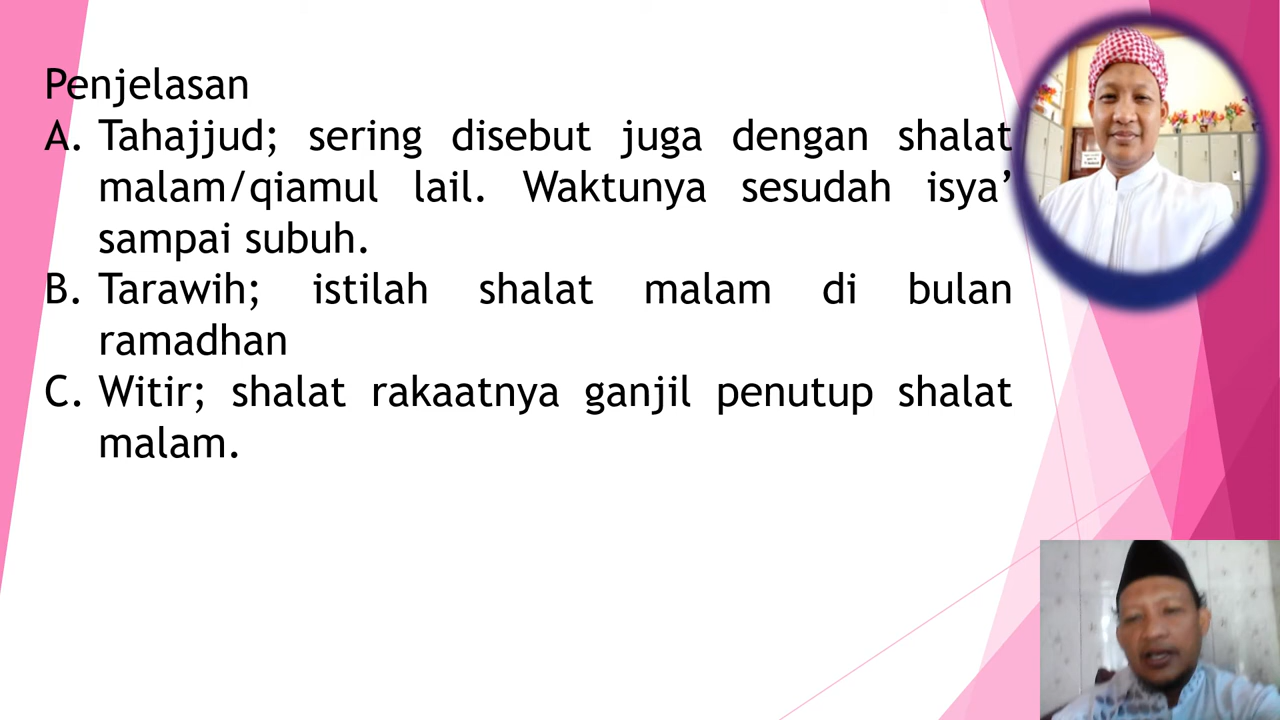 Penjelasan
A. Tahajjud; sering disebut juga dengan shalat
malam/qiamul lail. Waktunya sesudah isya’
sampai subuh.
B. Tarawih; istilah shalat malam di bulan
ramadhan
C. Witir; shalat rakaatnya ganjil penutup shalat
malam.